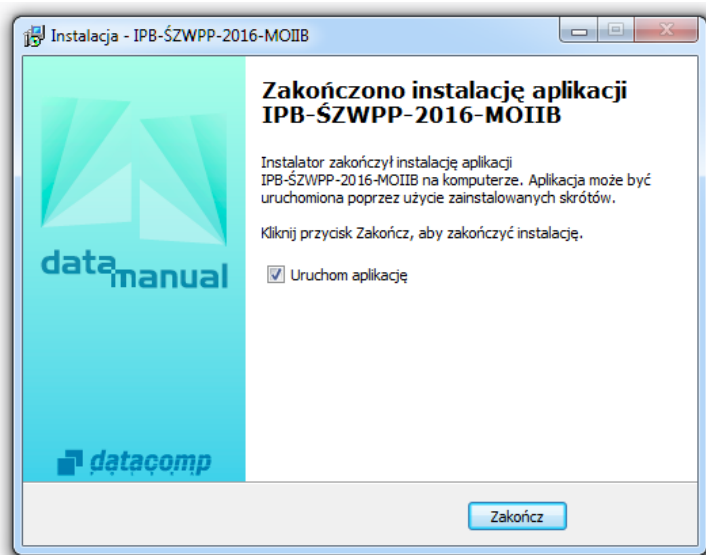 Instalacja - IPB-ŚZWPP-2016-MOIIB
Zakończono instalację aplikacji
IPB-ŚZWPP-2016-MOIIB
Instalator zakończył instalację aplikacji
IPB-ŚZWPP-2016-MOIIB na komputerze. Aplikacja może być
uruchomiona poprzez użycie zainstalowanych skrótów.
Kliknij przycisk Zakończ, aby zakończyć instalację.
Uruchom aplikację
data manual
datacomp
Zakończ